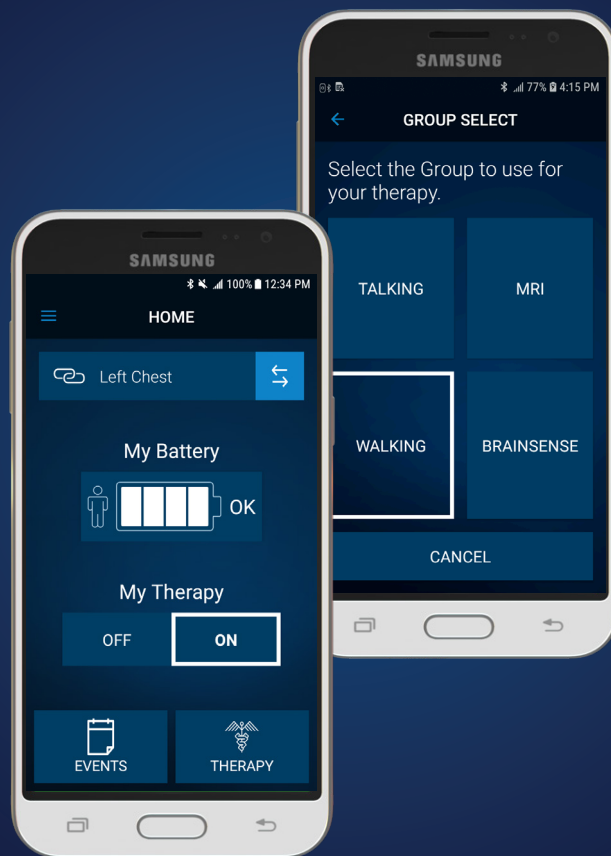 SAMSUNG
77% 4:15 PM
GROUP SELECT
Select the Group to use for
your therapy.
TALKING
MRI
WALKING
BRAINSENSE
CANCEL
SAMSUNG
100% 12:34 PM
HOME
Left Chest
My Battery
OK
My Therapy
OFF
ON
EVENTS
THERAPY